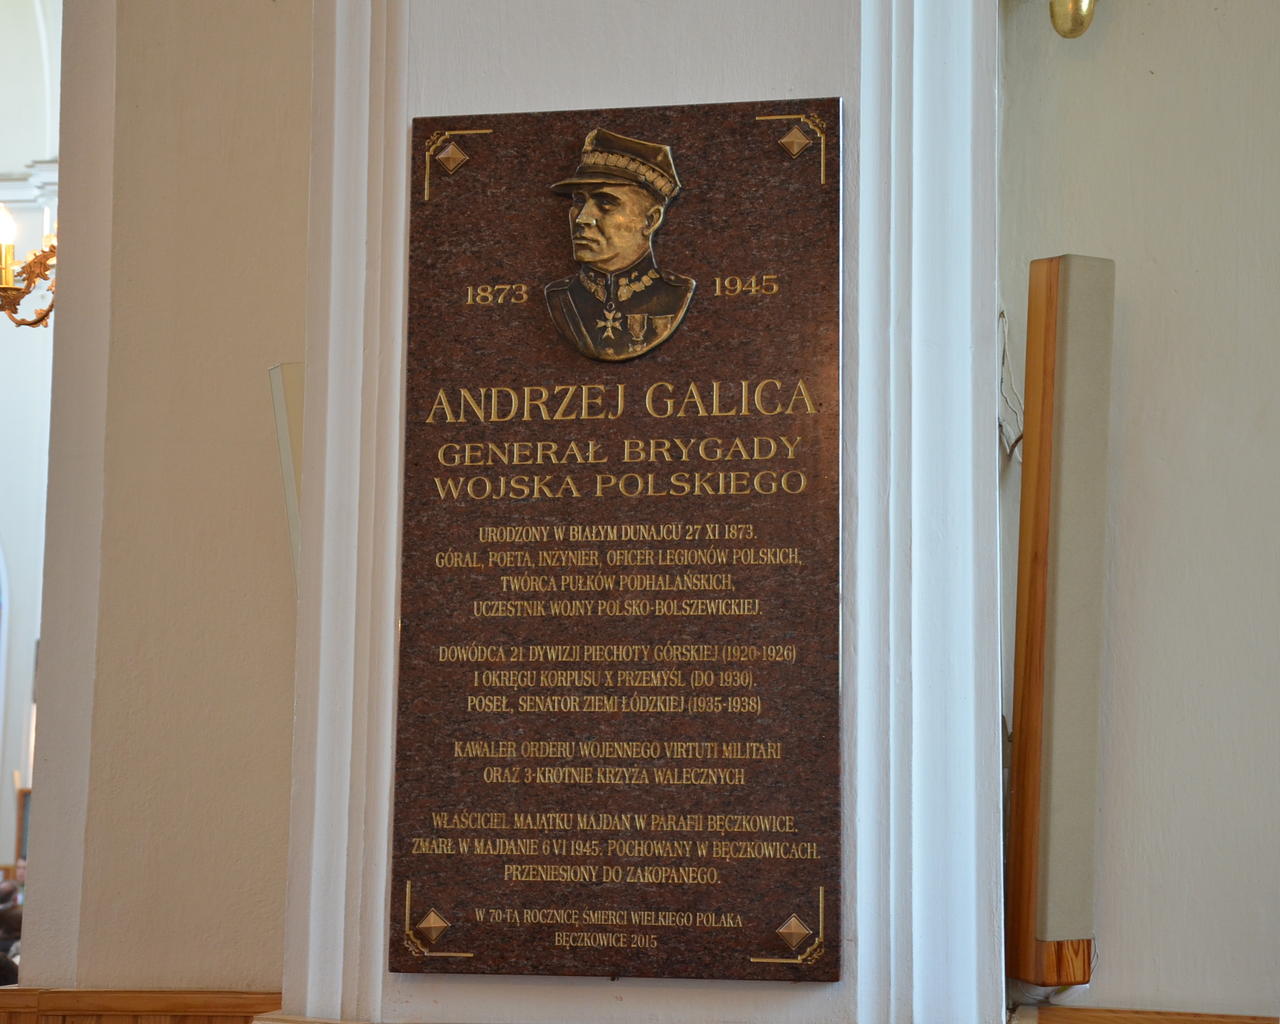 1873
1945
ANDRZEJ GALICA
GENERAŁ BRYGADY
WOJSKA POLSKIEGO
URODZONY W BIAŁYM DUNAJCU 27 XI 1873.
GÓRAL, POETA, INŻYNIER, OFICER LEGIONÓW POLSKICH,
TWÓRCA PUŁKÓW PODHALAŃSKICH,
UCZESTNIK WOJNY POLSKO-BOLSZEWICKIEJ.
DOWÓDCA 21 DYWIZJI PIECHOTY GÓRSKIEJ (1920-1926)
I OKRĘGU KORPUSU X PRZEMYŚL (DO 1930).
POSEŁ, SENATOR ZIEMI ŁÓDZKIEJ (1935-1938)
KAWALER ORDERU WOJENNEGO VIRTUTI MILITARI
ORAZ 3-KROTNIE KRZYŻA WALECZNYCH
WŁAŚCICIEL MAJĄTKU MAJDAN W PARAFII BĘCZKOWICE.
ZMARŁ W MAJDANIE 6 VI 1945. POCHOWANY W BĘCZKOWICACH.
PRZENIESIONY DO ZAKOPANEGO.
W 70-TĄ ROCZNICĘ ŚMIERCI WIELKIEGO POLAKA
BĘCZKOWICE 2015